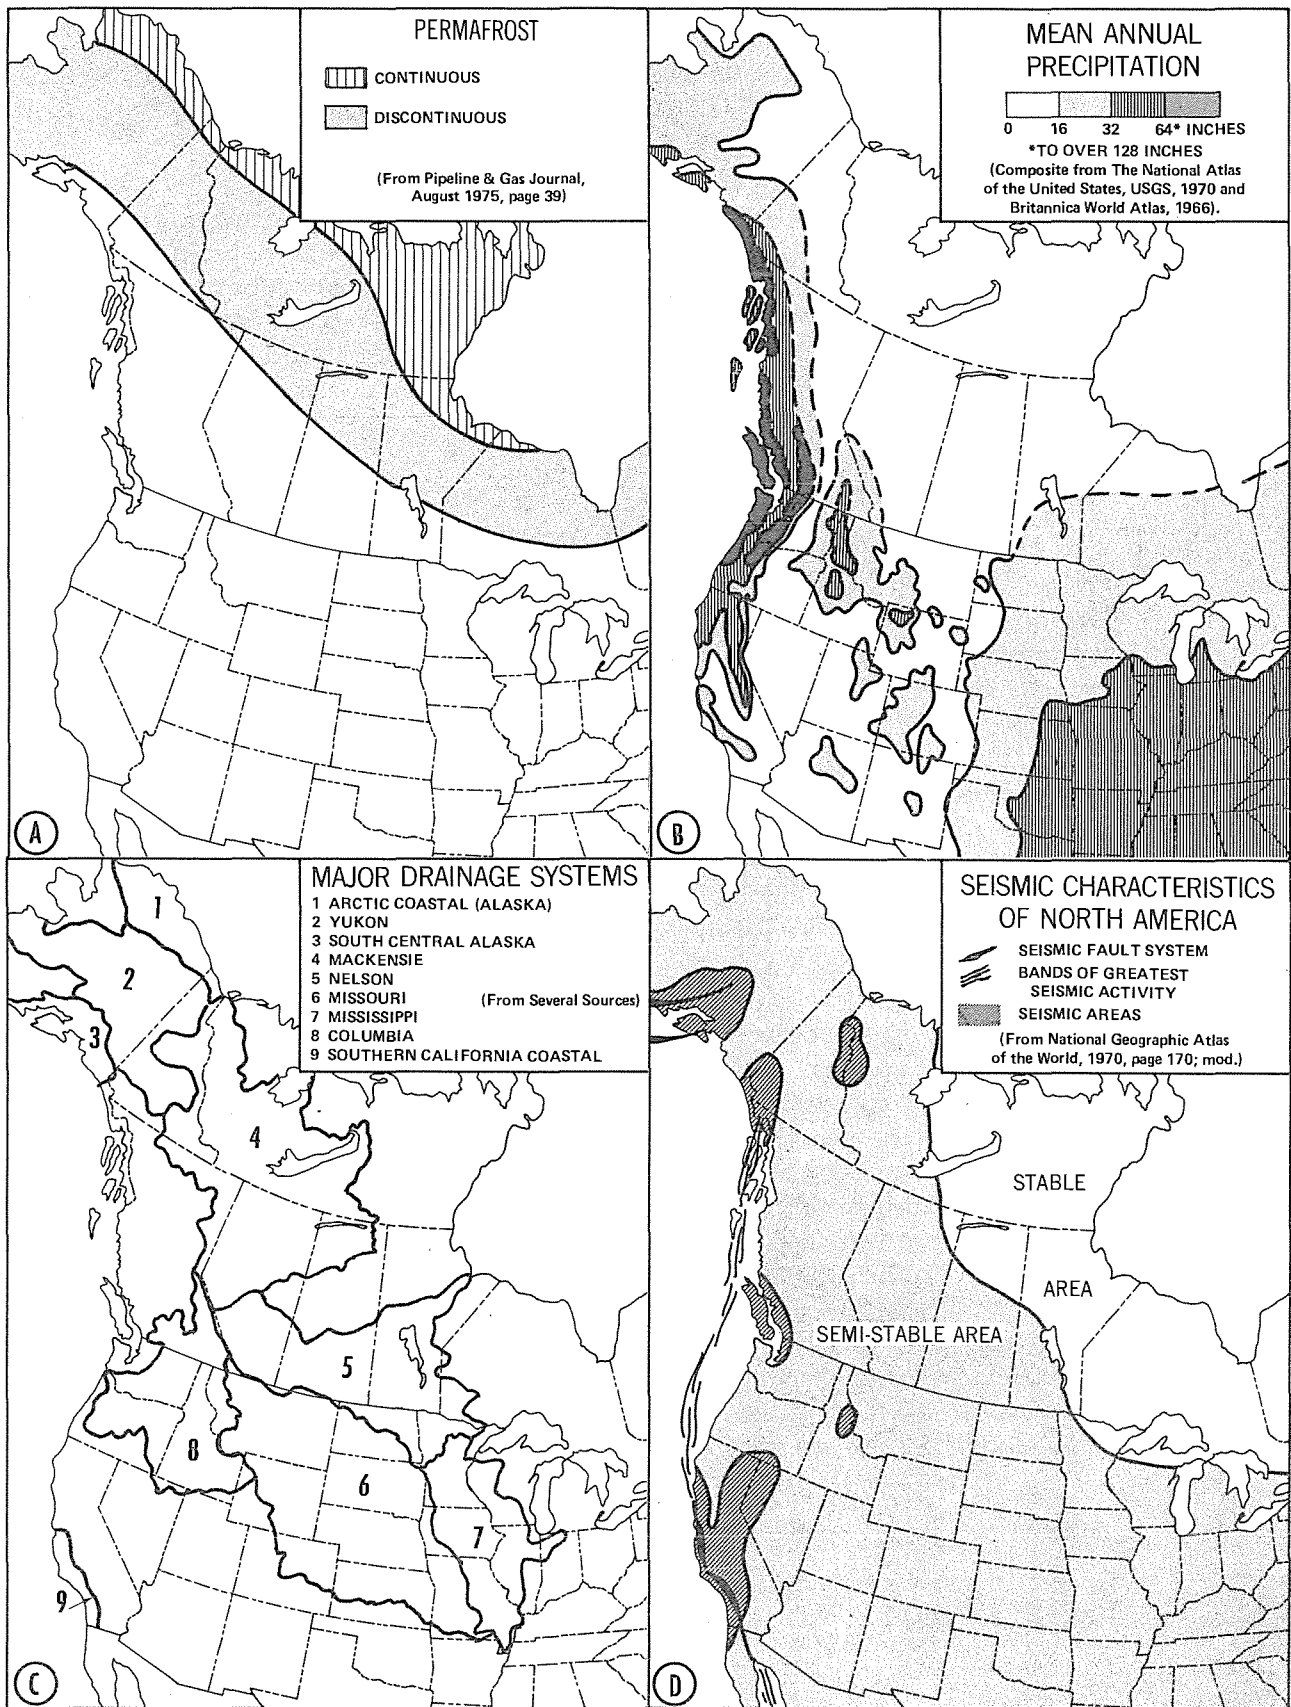 PERMAFROST
CONTINUOUS
DISCONTINUOUS
(From Pipeline & Gas Journal,
August 1975, page 39)
A
MEAN ANNUAL
PRECIPITATION
0 16 32 64* INCHES
*TO OVER 128 INCHES
(Composite from The National Atlas
of the United States, USGS, 1970 and
Britannica World Atlas, 1966).
B
MAJOR DRAINAGE SYSTEMS
1 ARCTIC COASTAL (ALASKA)
2 YUKON
3 SOUTH CENTRAL ALASKA
4 MACKENSIE
5 NELSON
6 MISSOURI (From Several Sources)
7 MISSISSIPPI
8 COLUMBIA
9 SOUTHERN CALIFORNIA COASTAL
1
2
3
4
5
8
6
7
9
C
SEISMIC CHARACTERISTICS
OF NORTH AMERICA
SEISMIC FAULT SYSTEM
BANDS OF GREATEST
SEISMIC ACTIVITY
SEISMIC AREAS
(From National Geographic Atlas
of the World, 1970, page 170; mod.)
STABLE
AREA
SEMI-STABLE AREA
D